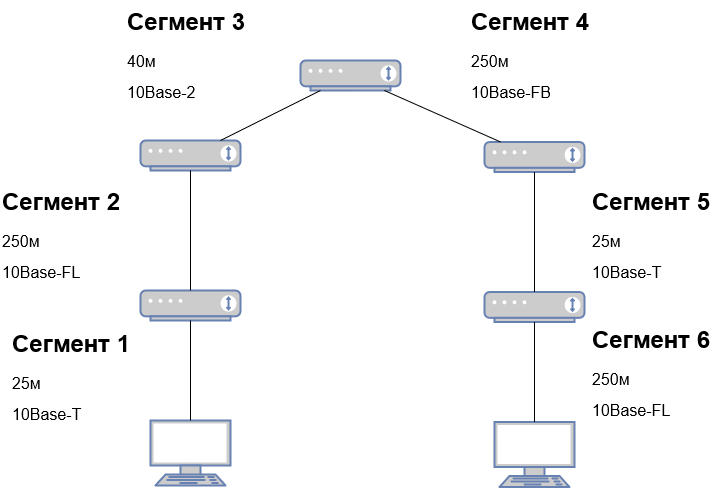 Сегмент 3
40м
10Base-2
Сегмент 4
250м
10Base-FB
Сегмент 2
250м
10Base-FL
Сегмент 5
25м
10Base-T
Сегмент 1
25м
10Base-T
Сегмент 6
250м
10Base-FL